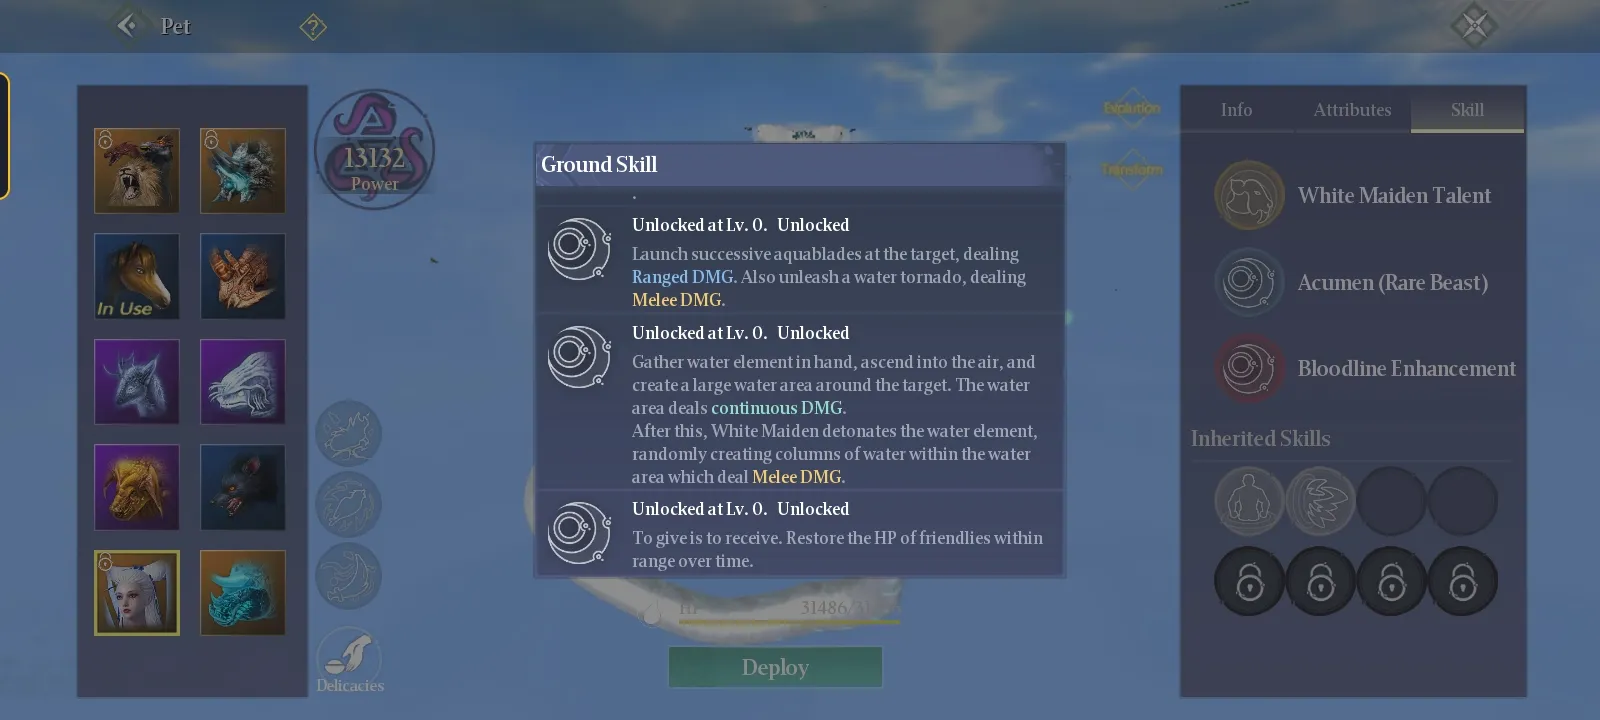 Pet
?
In Use
13132
Power
Delicacies
Evolution
Transform
Ground Skill
Unlocked at Lv. 0. Unlocked
Launch successive aquablades at the target, dealing
Ranged DMG. Also unleash a water tornado, dealing
Melee DMG.
Unlocked at Lv. 0. Unlocked
Gather water element in hand, ascend into the air, and
create a large water area around the target. The water
area deals continuous DMG.
After this, White Maiden detonates the water element,
randomly creating columns of water within the water
area which deal Melee DMG.
Unlocked at Lv. 0. Unlocked
To give is to receive. Restore the HP of friendlies within
range over time.
HP
Deploy
Info
Attributes
Skill
White Maiden Talent
Acumen (Rare Beast)
Bloodline Enhancement
Inherited Skills